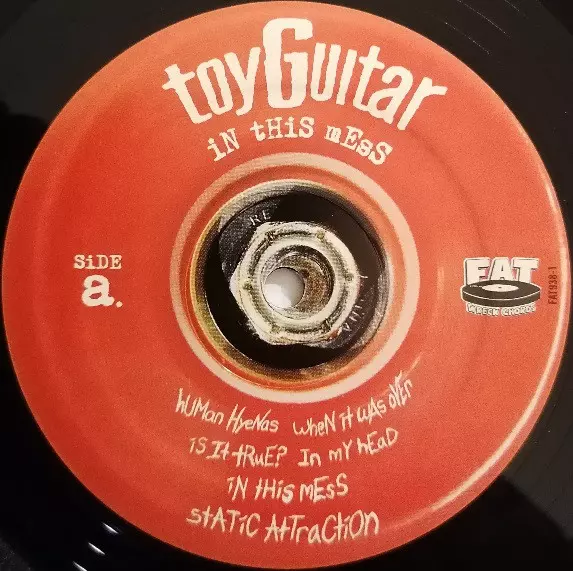 toyGuitar
iN tHiS mEsS
SiDE
a.
FAT
WRECK CHORDS
FAT938-1
hUMan HyeNas wheN it wAs oVEr
iS It tRuE? In mY hEaD
iN tHis mEsS
StATiC AtTraCtiOn